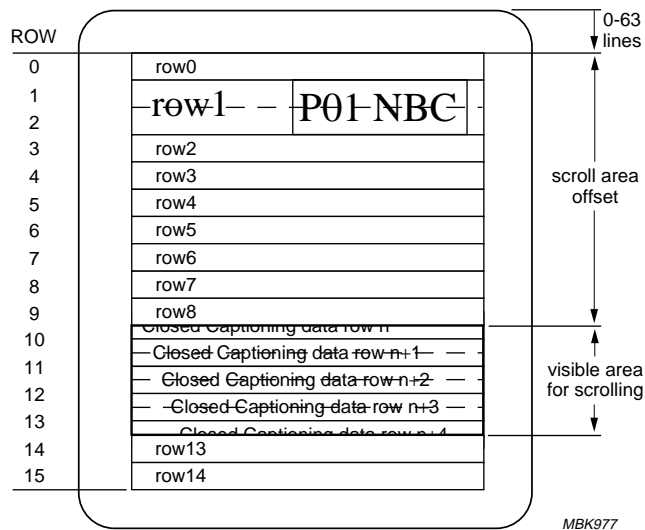 0-63
lines
ROW
0 row0
1 row1 P01 NBC
2
3 row2
4 row3
5 row4
6 row5
7 row6
8 row7
9 row8
scroll area
offset
Closed Captioning data row n
10
Closed Captioning data row n+1
11
Closed Captioning data row n+2
12
Closed Captioning data row n+3
13
Closed Captioning data row n+4
visible area
for scrolling
14 row13
15 row14
MBK977